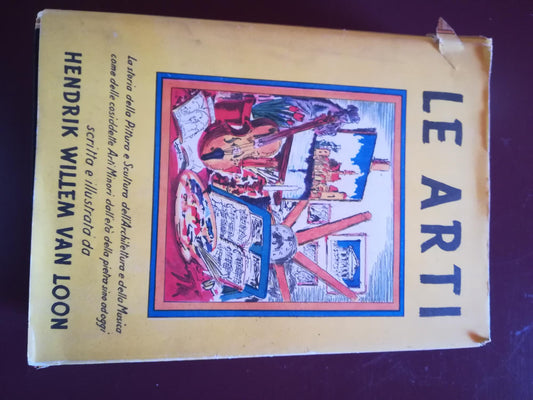 LE ARTI
La storia della Pittura e Scultura dell'Architettura e della Musica
come delle cosiddette Arti Minori dall'età della pietra sino ad oggi
scritta e illustrata da
HENDRIK WILLEM VAN LOON